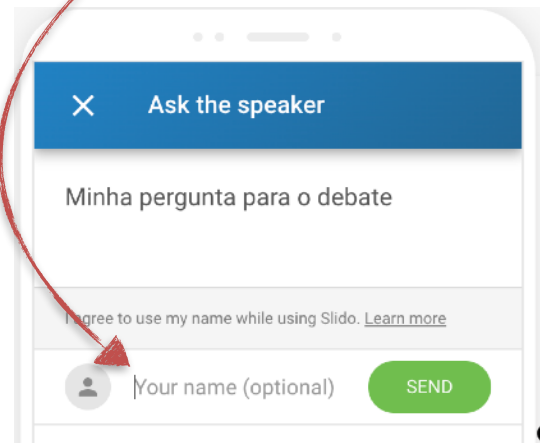 Ask the speaker
Minha pergunta para o debate
I agree to use my name while using Slido. Learn more
Your name (optional)
SEND